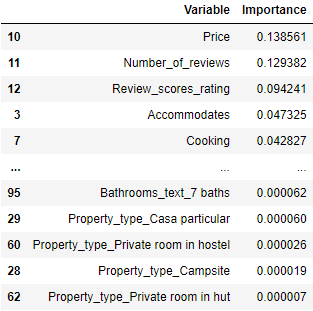 Variable Importance
10 Price 0.138561
11 Number_of_reviews 0.129382
12 Review_scores_rating 0.094241
3 Accommodates 0.047325
7 Cooking 0.042827
... ... ...
95 Bathrooms_text_7 baths 0.000062
29 Property_type_Casa particular 0.000060
60 Property_type_Private room in hostel 0.000026
28 Property_type_Campsite 0.000019
62 Property_type_Private room in hut 0.000007